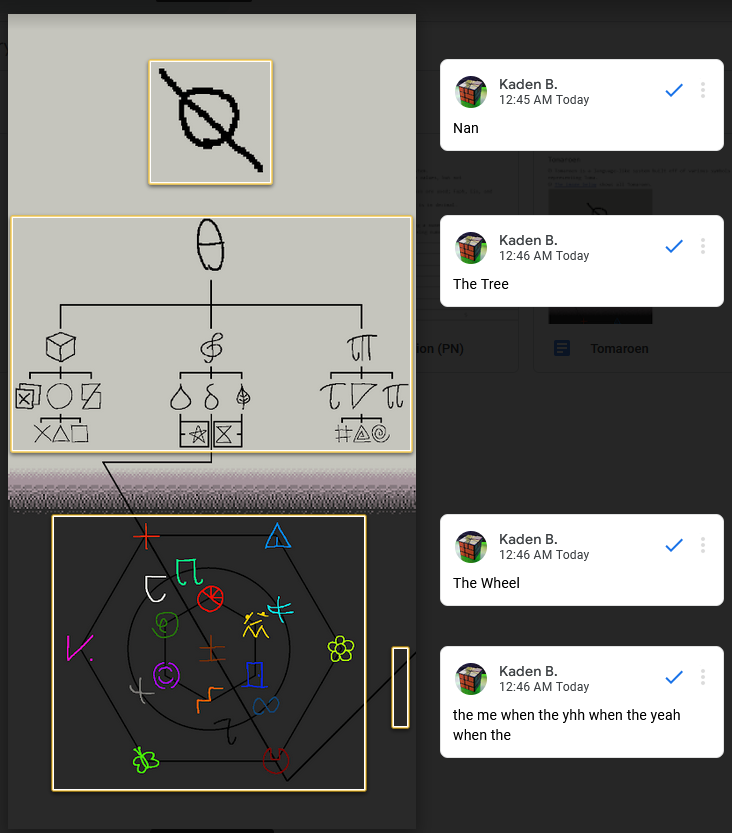 Kaden B.
12:45 AM Today
Nan
Kaden B.
12:46 AM Today
The Tree
ion (PN)
Tomaroen
Tomaroen
Kaden B.
12:46 AM Today
The Wheel
Kaden B.
12:46 AM Today
the me when the yhh when the yeah
when the